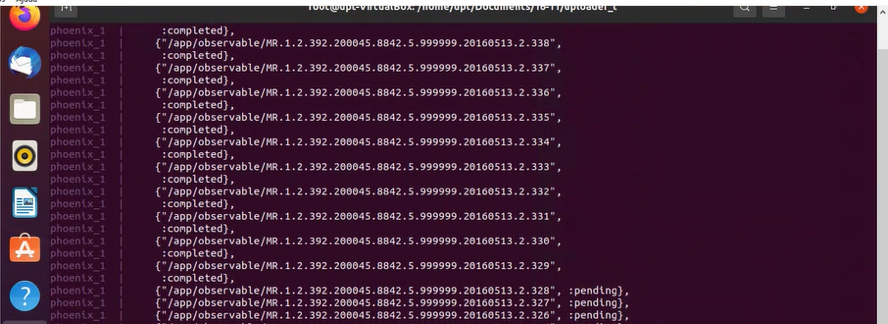 root@upt-VirtualBox: /home/upt/Documents/16-11/uploader_t
phoenix_1  |      :completed},
phoenix_1  |     {"/app/observable/MR.1.2.392.200045.8842.5.999999.20160513.2.338",
phoenix_1  |      :completed},
phoenix_1  |     {"/app/observable/MR.1.2.392.200045.8842.5.999999.20160513.2.337",
phoenix_1  |      :completed},
phoenix_1  |     {"/app/observable/MR.1.2.392.200045.8842.5.999999.20160513.2.336",
phoenix_1  |      :completed},
phoenix_1  |     {"/app/observable/MR.1.2.392.200045.8842.5.999999.20160513.2.335",
phoenix_1  |      :completed},
phoenix_1  |     {"/app/observable/MR.1.2.392.200045.8842.5.999999.20160513.2.334",
phoenix_1  |      :completed},
phoenix_1  |     {"/app/observable/MR.1.2.392.200045.8842.5.999999.20160513.2.333",
phoenix_1  |      :completed},
phoenix_1  |     {"/app/observable/MR.1.2.392.200045.8842.5.999999.20160513.2.332",
phoenix_1  |      :completed},
phoenix_1  |     {"/app/observable/MR.1.2.392.200045.8842.5.999999.20160513.2.331",
phoenix_1  |      :completed},
phoenix_1  |     {"/app/observable/MR.1.2.392.200045.8842.5.999999.20160513.2.330",
phoenix_1  |      :completed},
phoenix_1  |     {"/app/observable/MR.1.2.392.200045.8842.5.999999.20160513.2.329",
phoenix_1  |      :completed},
phoenix_1  |     {"/app/observable/MR.1.2.392.200045.8842.5.999999.20160513.2.328", :pending},
phoenix_1  |     {"/app/observable/MR.1.2.392.200045.8842.5.999999.20160513.2.327", :pending},
phoenix_1  |     {"/app/observable/MR.1.2.392.200045.8842.5.999999.20160513.2.326", :pending},